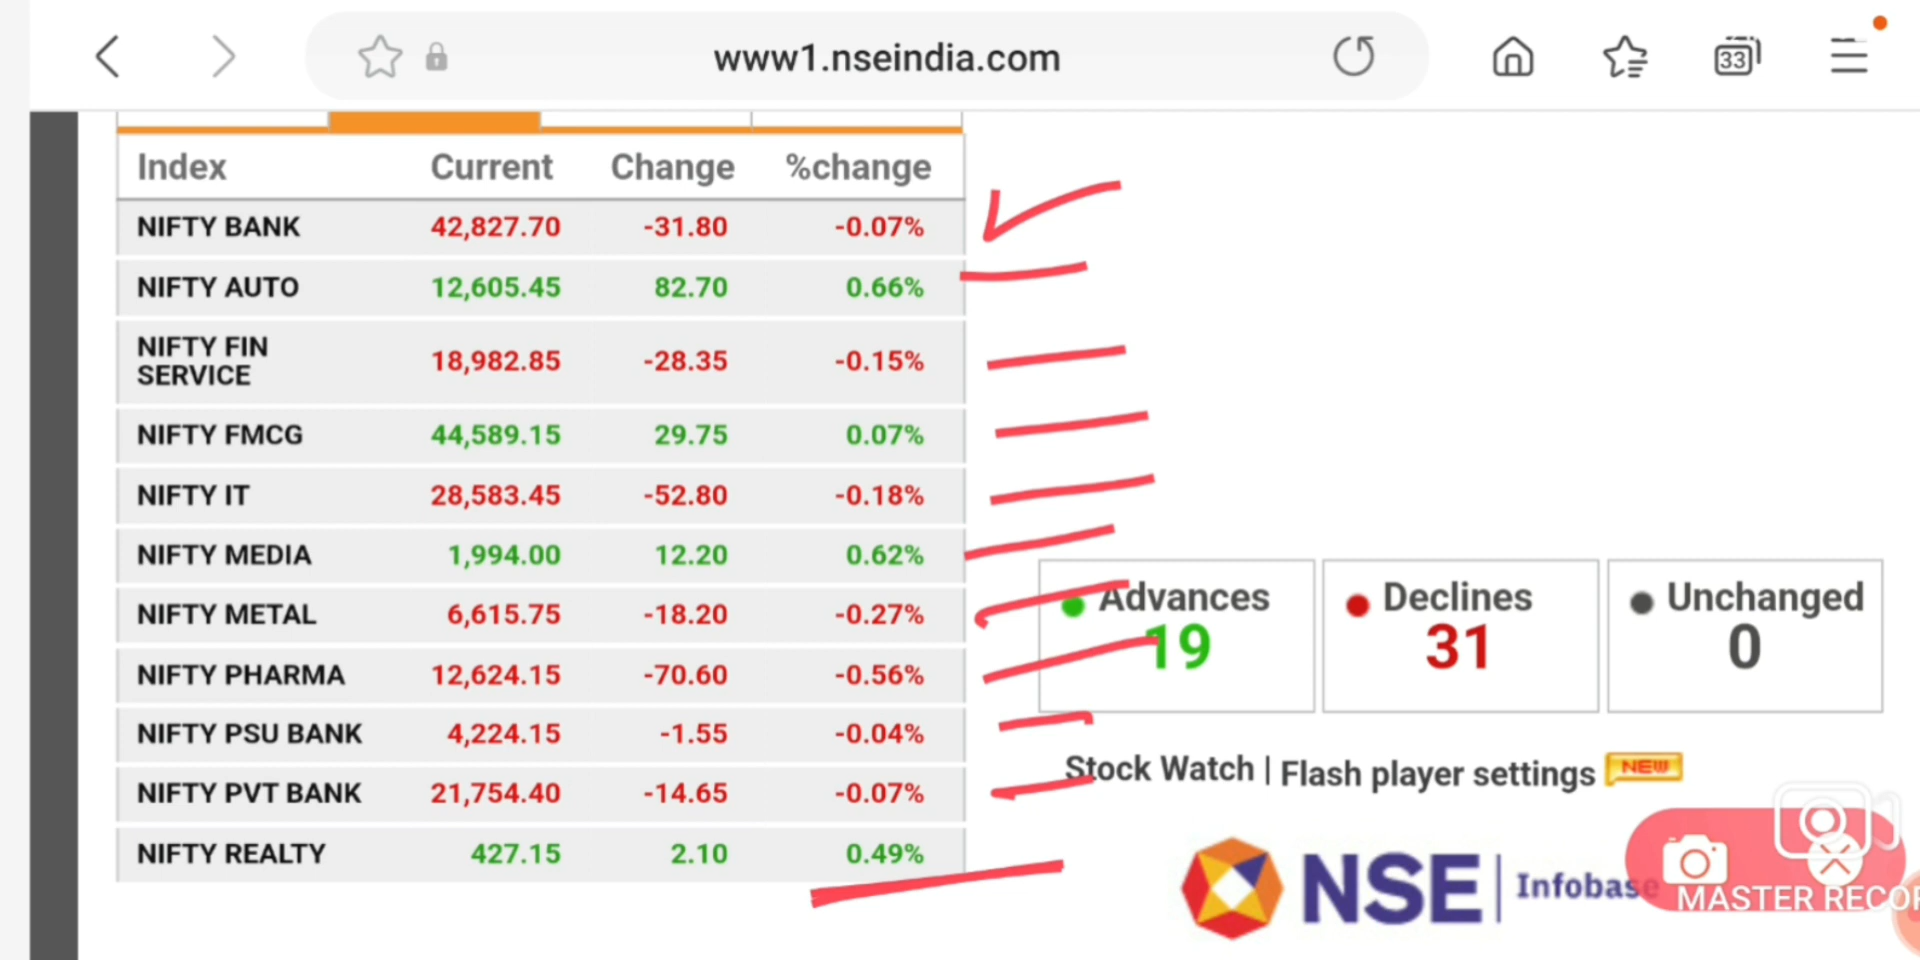 www1.nseindia.com
33
Index Current Change %change
NIFTY BANK 42,827.70 -31.80 -0.07%
NIFTY AUTO 12,605.45 82.70 0.66%
NIFTY FIN
SERVICE 18,982.85 -28.35 -0.15%
NIFTY FMCG 44,589.15 29.75 0.07%
NIFTY IT 28,583.45 -52.80 -0.18%
NIFTY MEDIA 1,994.00 12.20 0.62%
NIFTY METAL 6,615.75 -18.20 -0.27%
NIFTY PHARMA 12,624.15 -70.60 -0.56%
NIFTY PSU BANK 4,224.15 -1.55 -0.04%
NIFTY PVT BANK 21,754.40 -14.65 -0.07%
NIFTY REALTY 427.15 2.10 0.49%
Advances
19
Declines
31
Unchanged
0
Stock Watch | Flash player settings NEW
NSE | Infobase
MASTER RECOR